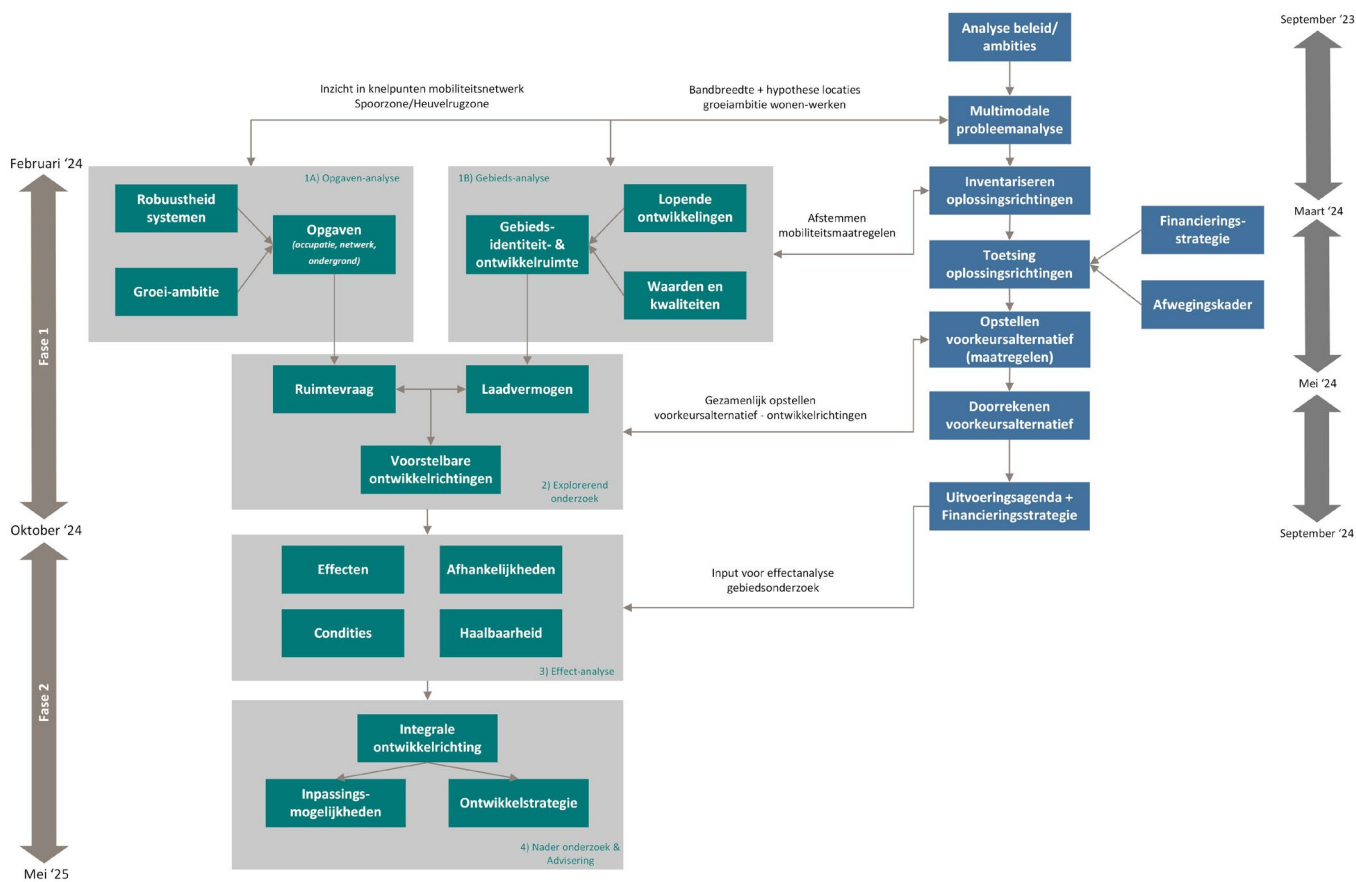 September ‘23
Analyse beleid/
ambities
Inzicht in knelpunten mobiliteitsnetwerk
Spoorzone/Heuvelrugzone
Bandbreedte + hypothese locaties
groeiambitie wonen-werken
Multimodale
probleemanalyse
Februari ‘24
1A) Opgaven-analyse
Robuustheid
systemen
Opgaven
(occupatie, netwerk,
ondergrond)
Groei-ambitie
1B) Gebieds-analyse
Lopende
ontwikkelingen
Gebieds-
identiteit- &
ontwikkelruimte
Waarden en
kwaliteiten
Afstemmen
mobiliteitsmaatregelen
Inventariseren
oplossingsrichtingen
Maart ‘24
Financierings-
strategie
Toetsing
oplossingsrichtingen
Afwegingskader
Fase 1
Opstellen
voorkeursalternatief
(maatregelen)
Mei ‘24
Ruimtevraag
Laadvermogen
Gezamenlijk opstellen
voorkeursalternatief - ontwikkelrichtingen
Doorrekenen
voorkeursalternatief
Voorstelbare
ontwikkelrichtingen
2) Explorerend
onderzoek
Uitvoeringsagenda +
Financieringsstrategie
Oktober ‘24
September ‘24
Effecten
Afhankelijkheden
Input voor effectanalyse
gebiedsonderzoek
Condities
Haalbaarheid
3) Effect-analyse
Fase 2
Integrale
ontwikkelrichting
Inpassings-
mogelijkheden
Ontwikkelstrategie
4) Nader onderzoek &
Advisering
Mei ‘25